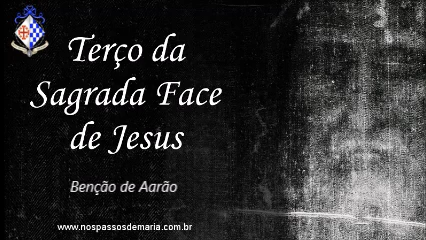 Terço da
Sagrada Face
de Jesus
Benção de Aarão
www.nospassosdemaria.com.br